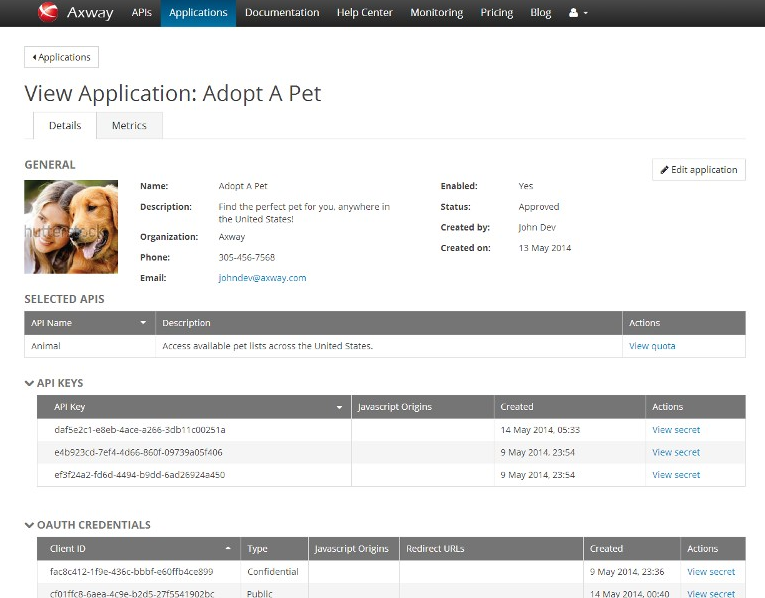 Axway APIs Applications Documentation Help Center Monitoring Pricing Blog
Applications
View Application: Adopt A Pet
Details Metrics
GENERAL
Edit application
Name: Adopt A Pet Enabled: Yes
Description: Find the perfect pet for you, anywhere in Status: Approved
the United States! Created by: John Dev
Organization: Axway
Created on: 13 May 2014
Phone: 305-456-7568
Email: johndev@axway.com
SELECTED APIS
API Name Description Actions
Animal Access available pet lists across the United States. View quota
API KEYS
API Key Javascript Origins Created Actions
daf5e2c1-e8eb-4ace-a266-3db11c00251a 14 May 2014, 05:33 View secret
e4b923cd-7ef4-4d66-860f-09739a05f406 9 May 2014, 23:54 View secret
ef3f24a2-fd6d-4494-b9dd-6ad26924a450 9 May 2014, 23:54 View secret
OAUTH CREDENTIALS
Client ID Type Javascript Origins Redirect URLs Created Actions
fac8c412-1f9e-436c-bbbf-e60ffb4ce899 Confidential 9 May 2014, 23:36 View secret
cf01ffc8-6aea-4c9e-b2d5-27f5541902bc Public 14 May 2014, 00:40 View secret